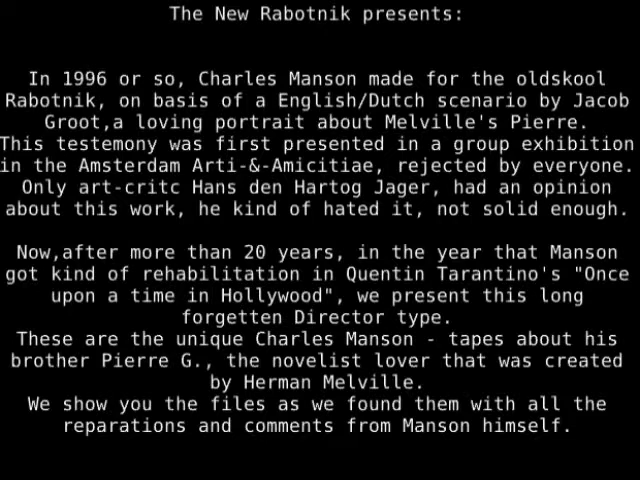 The New Rabotnik presents:
In 1996 or so, Charles Manson made for the oldskool
Rabotnik, on basis of a English/Dutch scenario by Jacob
Groot,a loving portrait about Melville's Pierre.
This testemony was first presented in a group exhibition
in the Amsterdam Arti-&-Amicitiae, rejected by everyone.
Only art-critc Hans den Hartog Jager, had an opinion
about this work, he kind of hated it, not solid enough.
Now,after more than 20 years, in the year that Manson
got kind of rehabilitation in Quentin Tarantino's "Once
upon a time in Hollywood", we present this long
forgetten Director type.
These are the unique Charles Manson - tapes about his
brother Pierre G., the novelist lover that was created
by Herman Melville.
We show you the files as we found them with all the
reparations and comments from Manson himself.